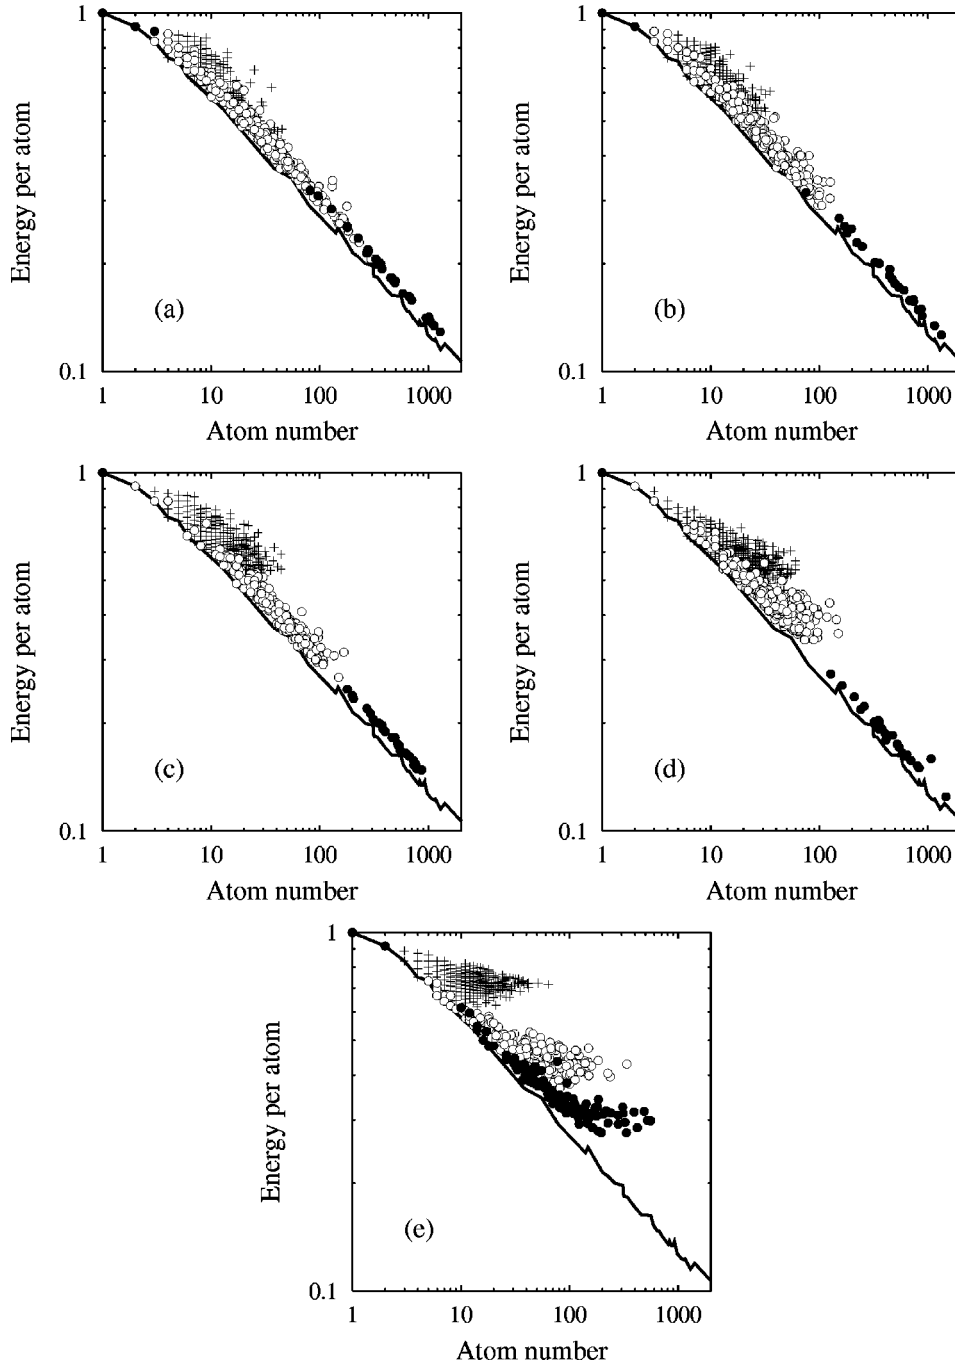 1
1
Energy per atom
Energy per atom
(a)
(b)
0.1
0.1
1 10 100 1000
1 10 100 1000
Atom number
Atom number
1
1
Energy per atom
Energy per atom
(c)
(d)
0.1
0.1
1 10 100 1000
1 10 100 1000
Atom number
Atom number
1
Energy per atom
(e)
0.1
1 10 100 1000
Atom number